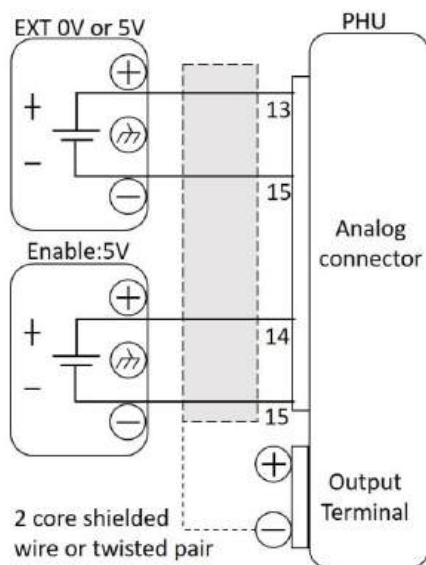 EXT 0V or 5V
PHU
+
+
13
−
−
15
Enable:5V
Analog
connector
+
+
14
−
−
15
+
Output
Terminal
−
2 core shielded
wire or twisted pair